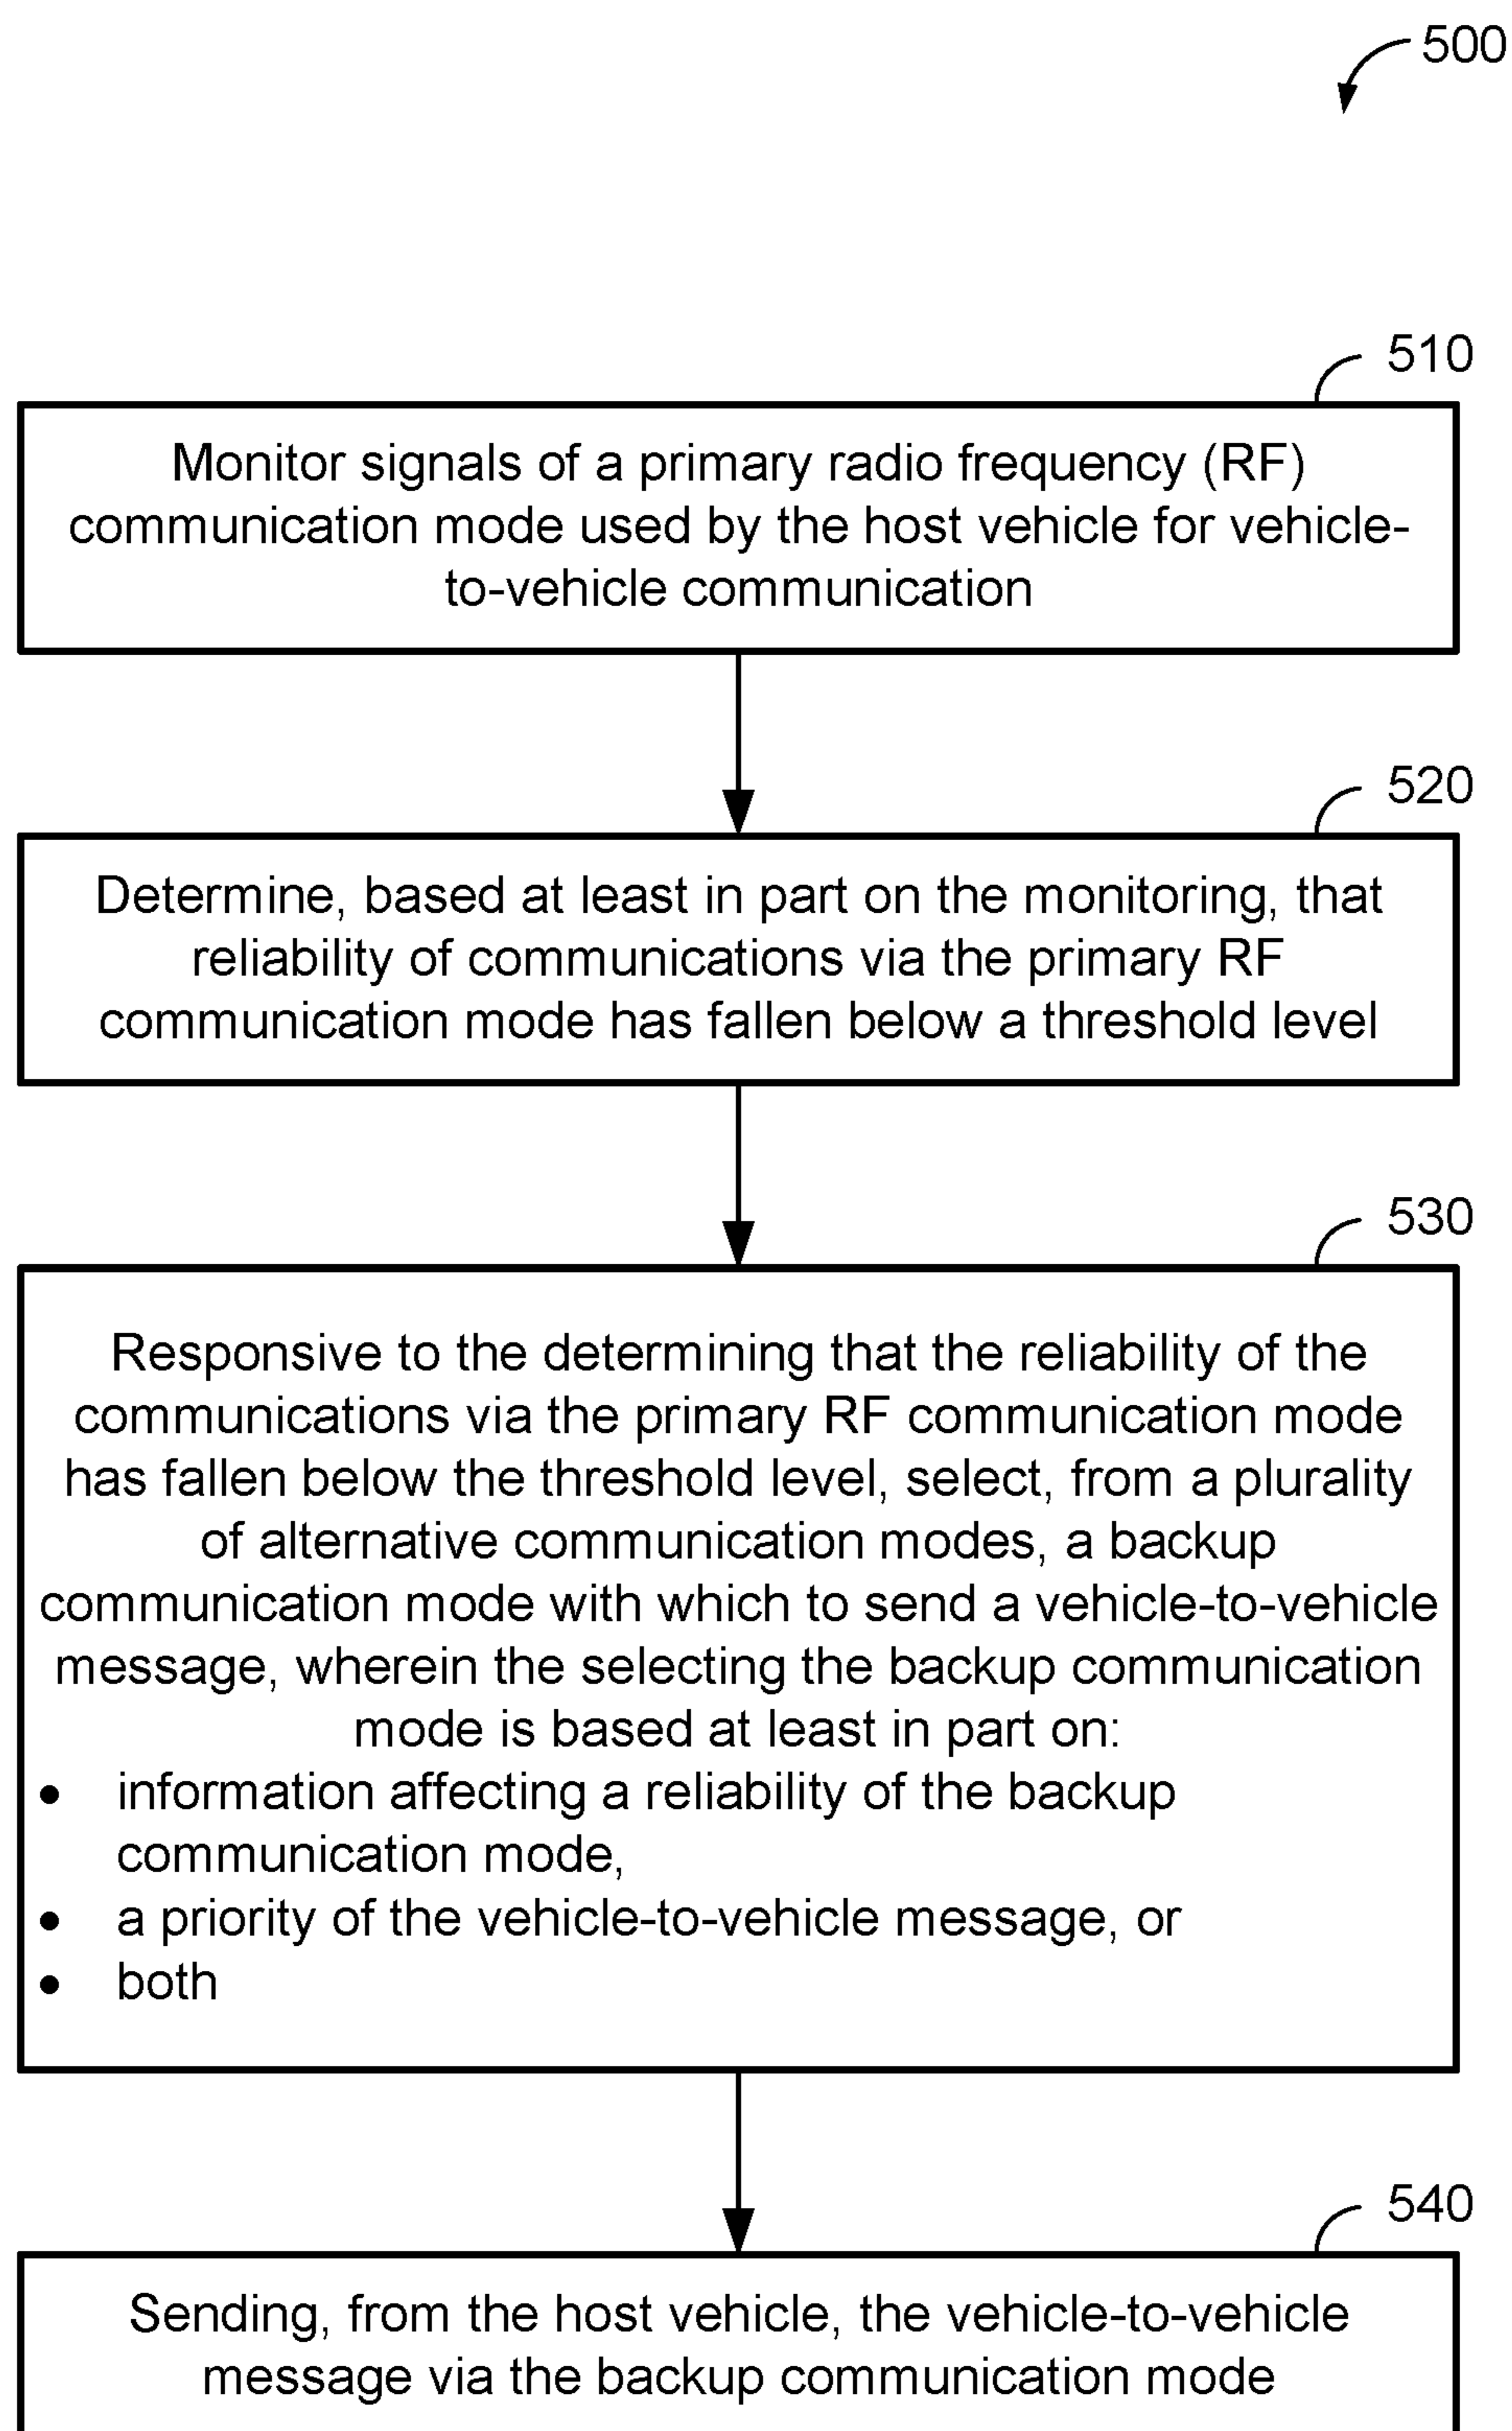 500
510
Monitor signals of a primary radio frequency (RF)
communication mode used by the host vehicle for vehicle-
to-vehicle communication
520
Determine, based at least in part on the monitoring, that
reliability of communications via the primary RF
communication mode has fallen below a threshold level
530
Responsive to the determining that the reliability of the
communications via the primary RF communication mode
has fallen below the threshold level, select, from a plurality
of alternative communication modes, a backup
communication mode with which to send a vehicle-to-vehicle
message, wherein the selecting the backup communication
mode is based at least in part on:
• information affecting a reliability of the backup
communication mode,
• a priority of the vehicle-to-vehicle message, or
• both
540
Sending, from the host vehicle, the vehicle-to-vehicle
message via the backup communication mode